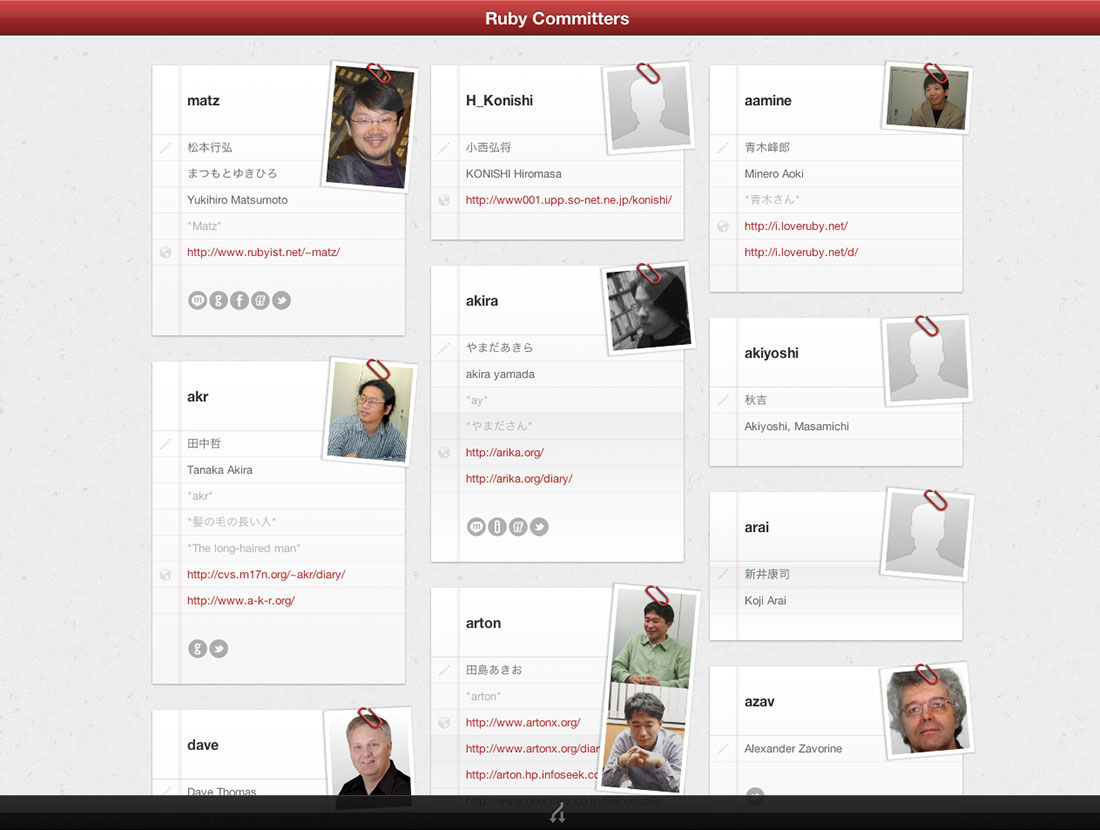 Ruby Committers
matz
松本行弘
まつもとゆきひろ
Yukihiro Matsumoto
"Matz"
http://www.rubyist.net/~matz/
akr
田中哲
Tanaka Akira
"akr"
"髪の毛の長い人"
"The long-haired man"
http://cvs.m17n.org/~akr/diary/
http://www.a-k-r.org/
dave
Dave Thomas
"The pragmatic programmer"
H_Konishi
小西弘将
KONISHI Hiromasa
http://www001.upp.so-net.ne.jp/konishi/
akira
やまだあきら
akira yamada
"ay"
"やまださん"
http://arika.org/
http://arika.org/diary/
arton
田島あきお
"arton"
http://www.artonx.org/
http://www.artonx.org/diar
http://arton.hp.infoseek.co
http://www.geocities.co.jp/SiliconValle...
aamine
青木峰郎
Minero Aoki
"青木さん"
http://i.loveruby.net/
http://i.loveruby.net/d/
akiyoshi
秋吉
Akiyoshi, Masamichi
arai
新井康司
Koji Arai
azav
Alexander Zavorine